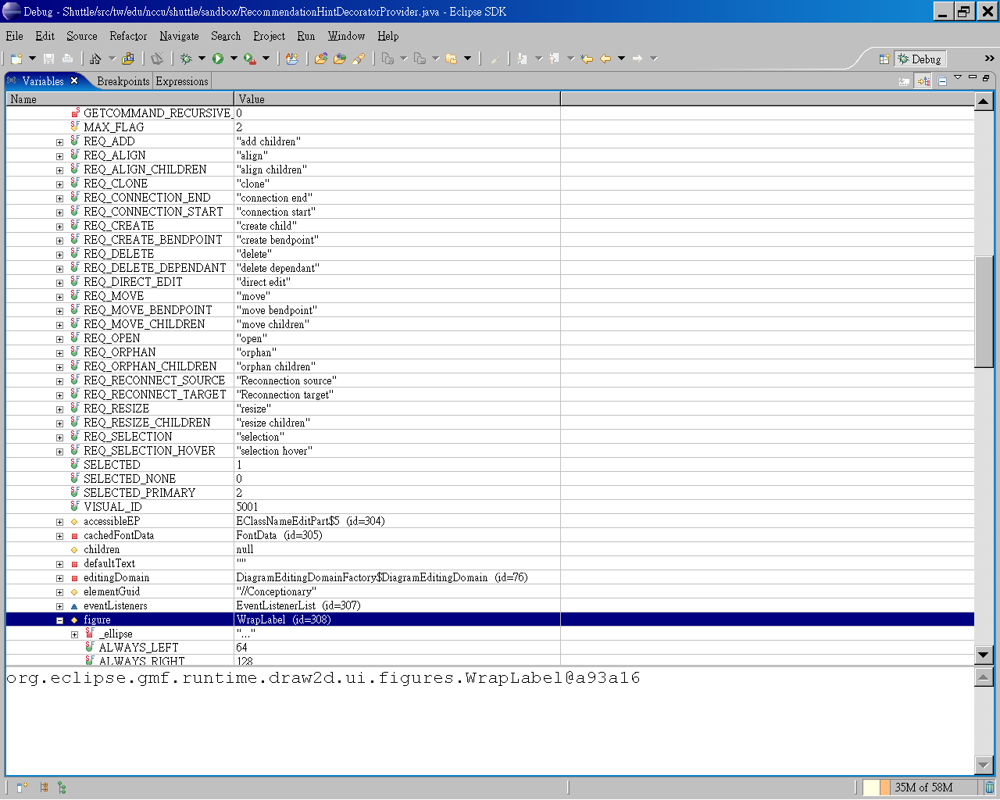 Debug - Shuttle/src/tw/edu/nccu/shuttle/sandbox/RecommendationHintDecoratorProvider.java - Eclipse SDK
File Edit Source Refactor Navigate Search Project Run Window Help
Debug
Variables Breakpoints Expressions
Name Value
GETCOMMAND_RECURSIVE_ 0
MAX_FLAG 2
REQ_ADD "add children"
REQ_ALIGN "align"
REQ_ALIGN_CHILDREN "align children"
REQ_CLONE "clone"
REQ_CONNECTION_END "connection end"
REQ_CONNECTION_START "connection start"
REQ_CREATE "create child"
REQ_CREATE_BENDPOINT "create bendpoint"
REQ_DELETE "delete"
REQ_DELETE_DEPENDANT "delete dependant"
REQ_DIRECT_EDIT "direct edit"
REQ_MOVE "move"
REQ_MOVE_BENDPOINT "move bendpoint"
REQ_MOVE_CHILDREN "move children"
REQ_OPEN "open"
REQ_ORPHAN "orphan"
REQ_ORPHAN_CHILDREN "orphan children"
REQ_RECONNECT_SOURCE "Reconnection source"
REQ_RECONNECT_TARGET "Reconnection target"
REQ_RESIZE "resize"
REQ_RESIZE_CHILDREN "resize children"
REQ_SELECTION "selection"
REQ_SELECTION_HOVER "selection hover"
SELECTED 1
SELECTED_NONE 0
SELECTED_PRIMARY 2
VISUAL_ID 5001
accessibleEP EClassNameEditPart$5 (id=304)
cachedFontData FontData (id=305)
children null
defaultText ""
editingDomain DiagramEditingDomainFactory$DiagramEditingDomain (id=76)
elementGuid "//Conceptionary"
eventListeners EventListenerList (id=307)
figure WrapLabel (id=308)
_ellipse "..."
ALWAYS_LEFT 64
ALWAYS_RIGHT 128
org.eclipse.gmf.runtime.draw2d.ui.figures.WrapLabel@a93a16
35M of 58M